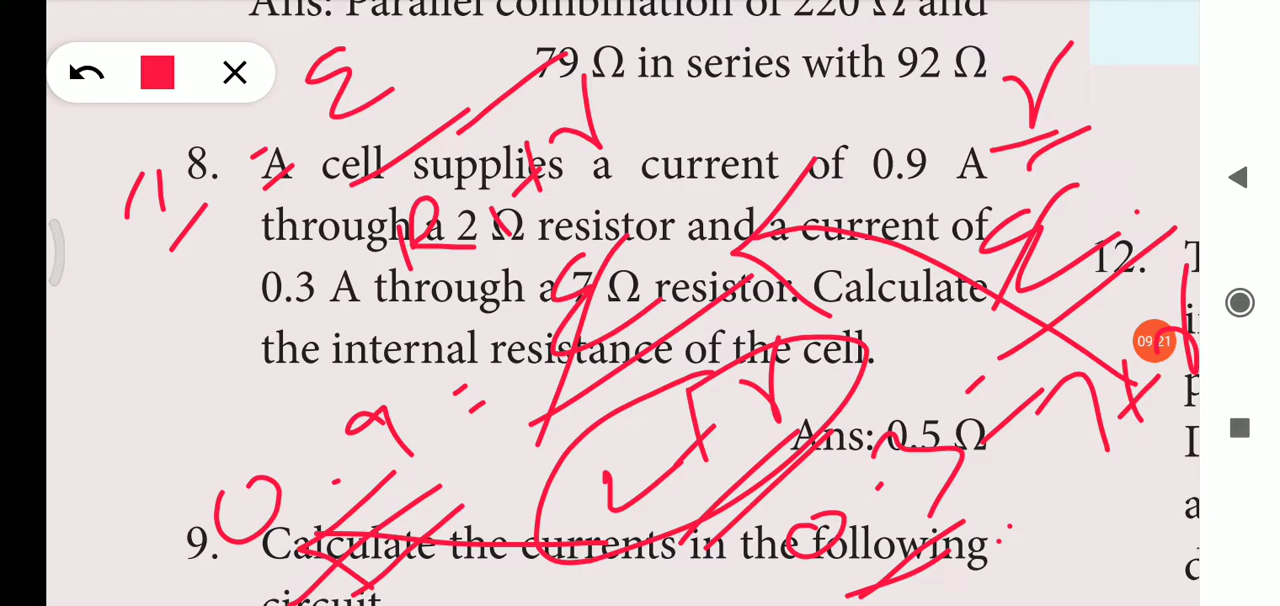 Ans: Parallel combination of 220 Ω and
79 Ω in series with 92 Ω
8. A cell supplies a current of 0.9 A
through a 2 Ω resistor and a current of
0.3 A through a 7 Ω resistor. Calculate
the internal resistance of the cell.
Ans: 0.5 Ω
9. Calculate the currents in the following
circuit.
12.
09:21